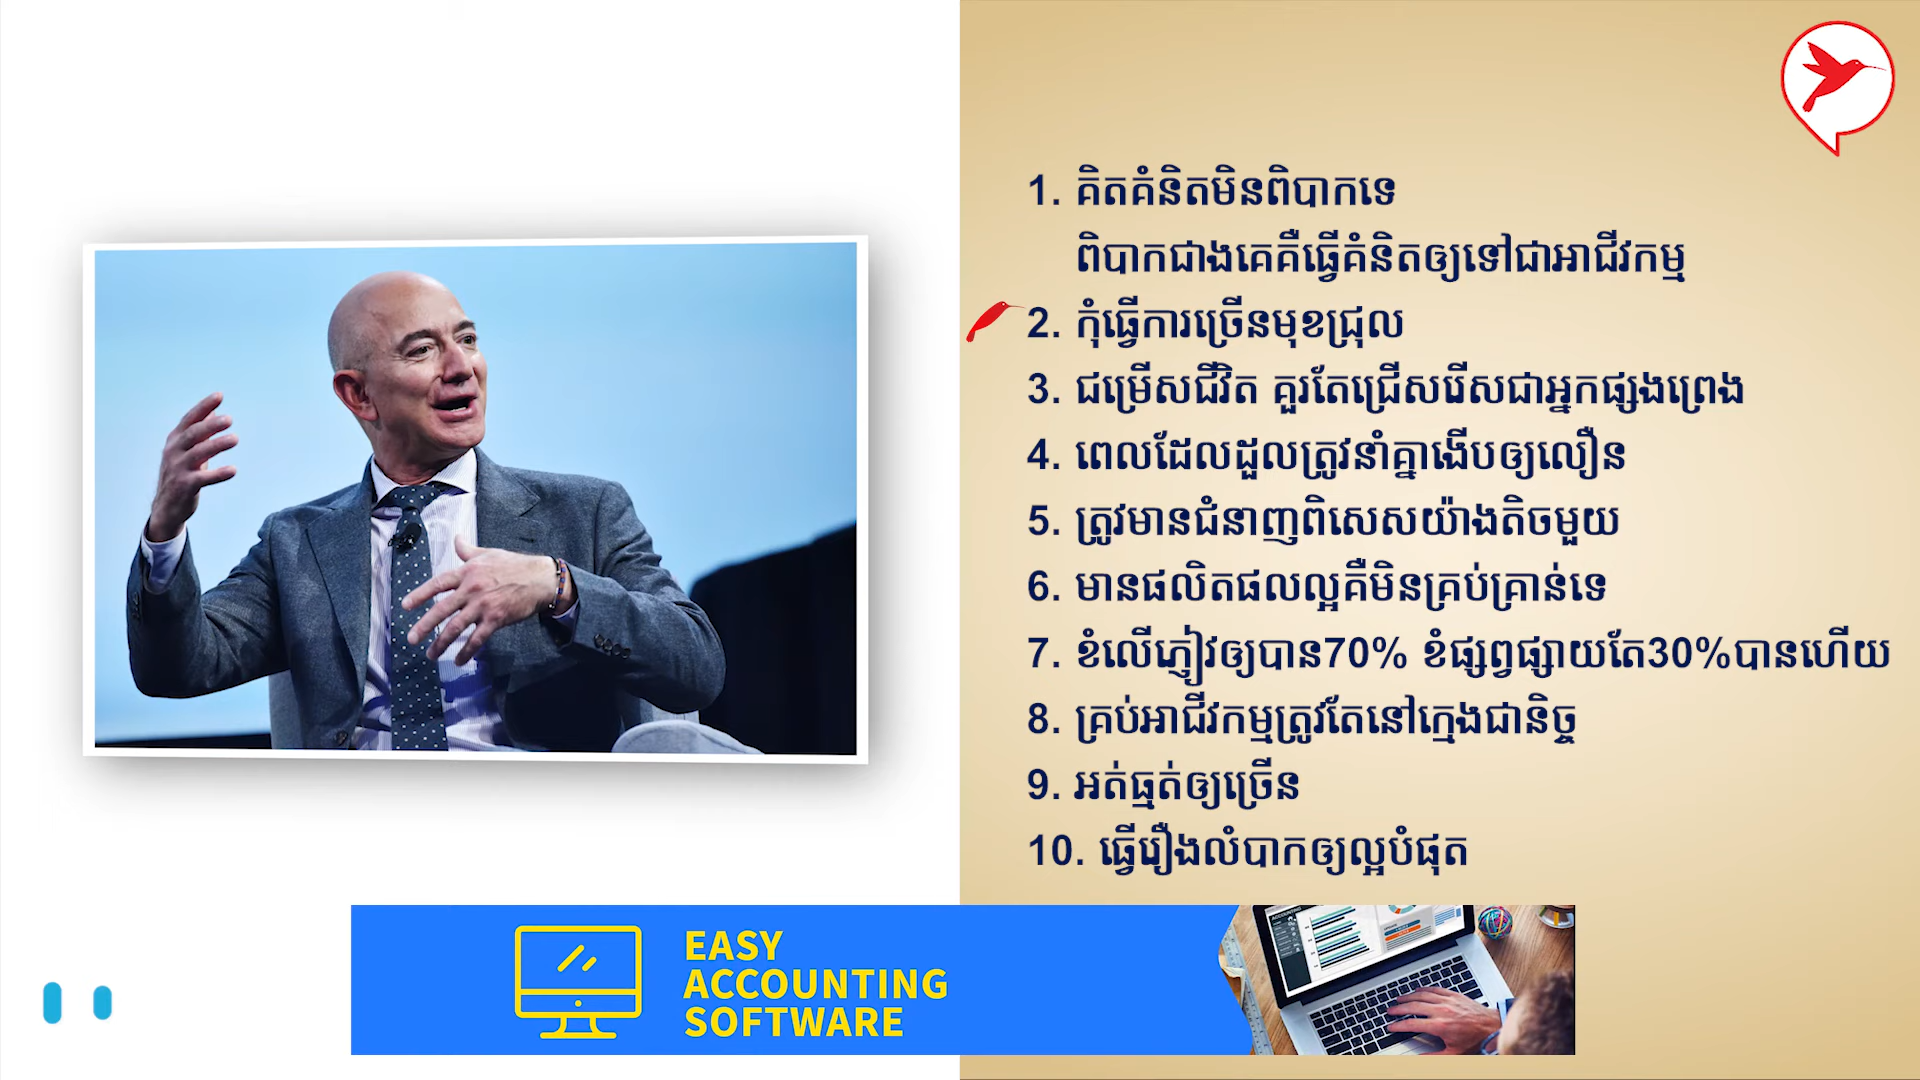 1. គិតគំនិតមិនពិបាកទេ
ពិបាកជាងគេគឺធ្វើគំនិតឲ្យទៅជាអាជីវកម្ម
2. កុំធ្វើការច្រើនមុខជ្រុល
3. ជម្រើសជីវិត គួរតែជ្រើសរើសជាអ្នកផ្សងព្រេង
4. ពេលដែលដួលត្រូវនាំគ្នាងើបឲ្យលឿន
5. ត្រូវមានជំនាញពិសេសយ៉ាងតិចមួយ
6. មានផលិតផលល្អគឺមិនគ្រប់គ្រាន់ទេ
7. ខំលើភ្ញៀវឲ្យបាន70% ខំផ្សព្វផ្សាយតែ30%បានហើយ
8. គ្រប់អាជីវកម្មត្រូវតែនៅក្មេងជានិច្ច
9. អត់ធ្មត់ឲ្យច្រើន
10. ធ្វើរឿងលំបាកឲ្យល្អបំផុត
EASY
ACCOUNTING
SOFTWARE